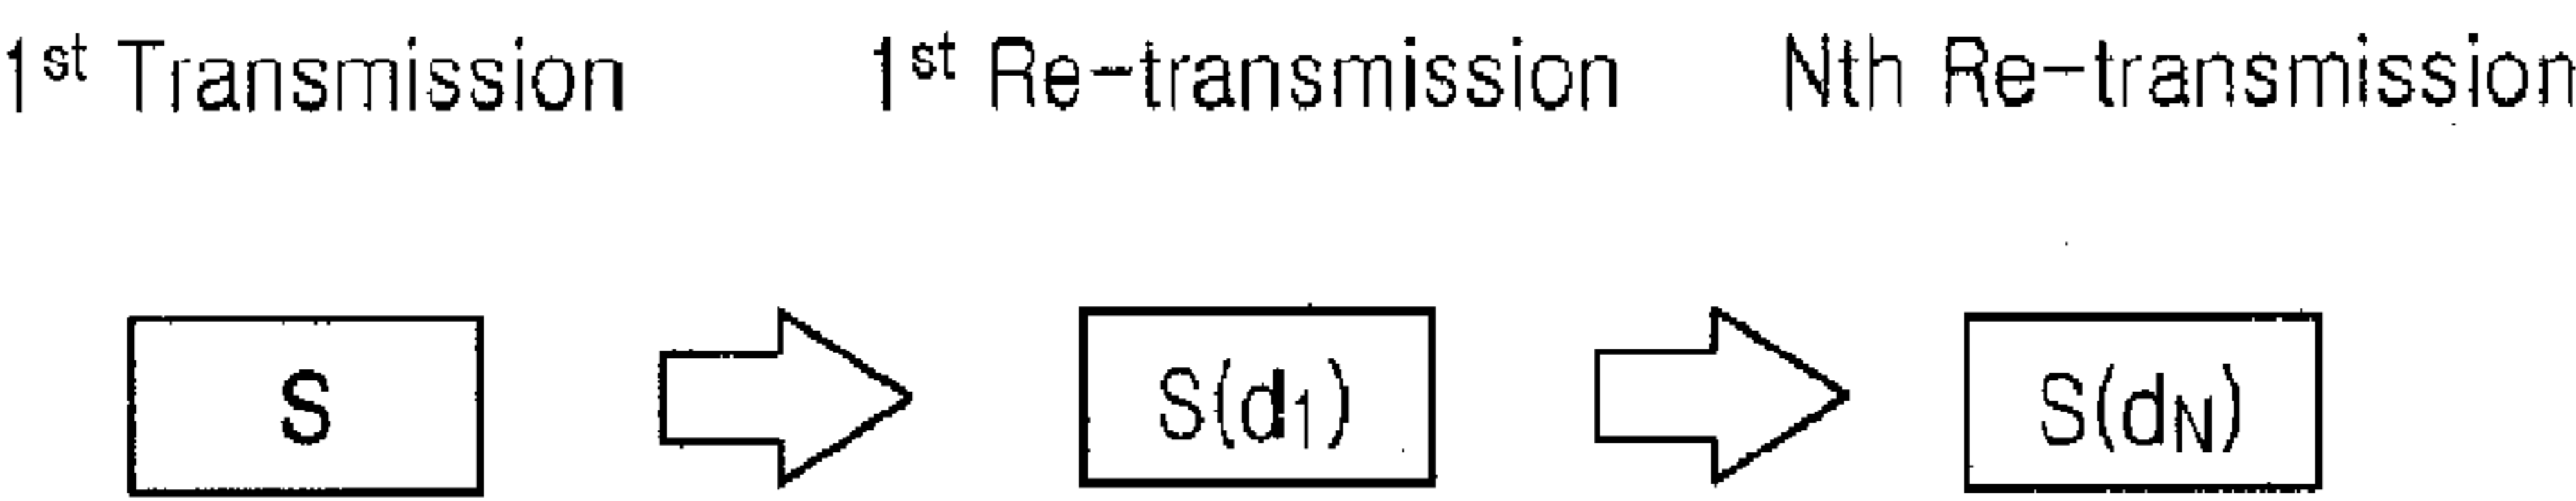 1st Transmission 1st Re-transmission Nth Re-transmission
S S(d1) S(dN)